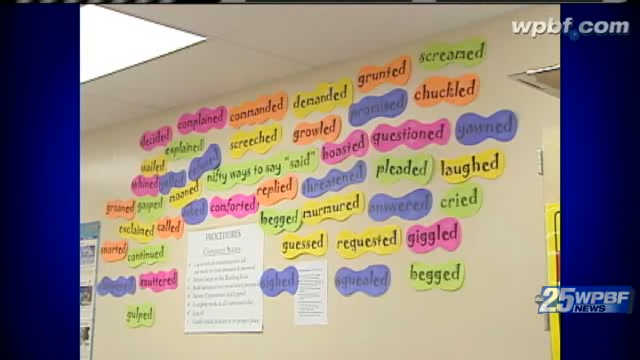 wpbf.com
screamed
grunted
demanded
commanded
complained
decided
chuckled
promised
growled
screeched
explained
wailed
yawned
questioned
boasted
nifty ways to say "said"
whined
laughed
pleaded
threatened
replied
moaned
gasped
groaned
cried
answered
murmured
begged
comforted
called
exclaimed
giggled
requested
guessed
continued
snorted
begged
squealed
sighed
muttered
gulped
PROCEDURES
25 WPBF
NEWS